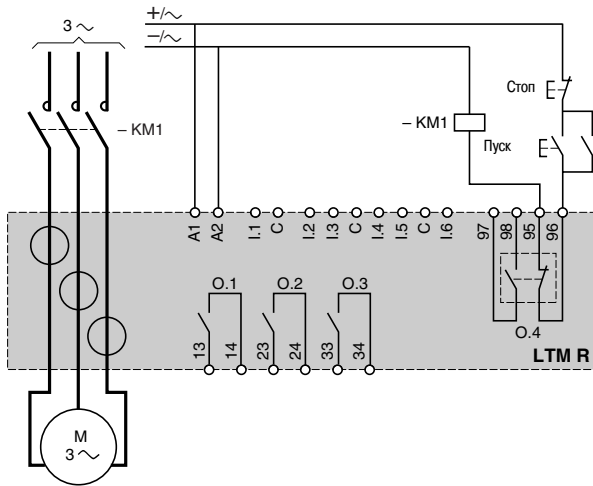 +/~
3 ~
−/~
Стоп
– KM1
– KM1
Пуск
A1
A2
I.1
C
I.2
I.3
C
I.4
I.5
C
I.6
97
98
95
96
O.1
O.2
O.3
O.4
13
14
23
24
33
34
LTM R
M
3 ~